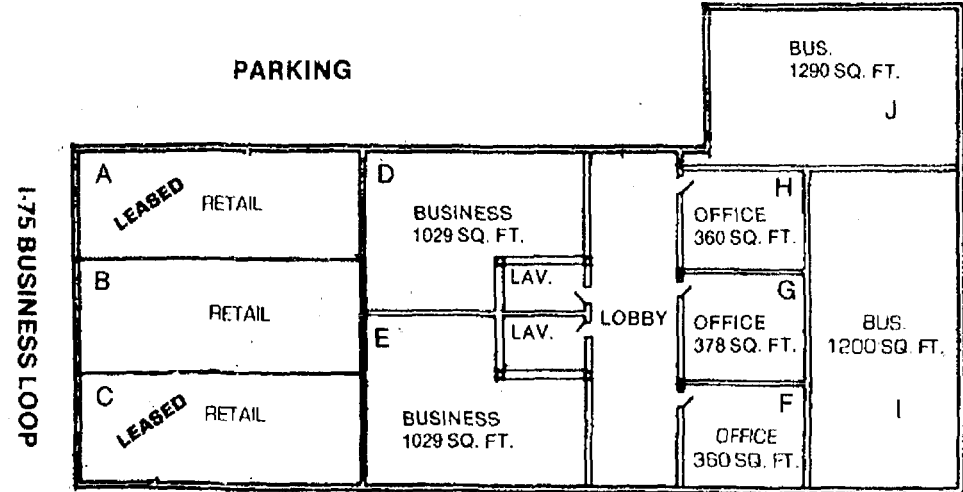 PARKING
BUS.
1290 SQ. FT.
J
I-75 BUSINESS LOOP
A
LEASED
RETAIL
B
RETAIL
C
LEASED
RETAIL
D
BUSINESS
1029 SQ. FT.
LAV.
LAV.
E
BUSINESS
1029 SQ. FT.
LOBBY
H
OFFICE
360 SQ. FT.
G
OFFICE
378 SQ. FT.
F
OFFICE
360 SQ. FT.
BUS.
1200 SQ. FT.
I